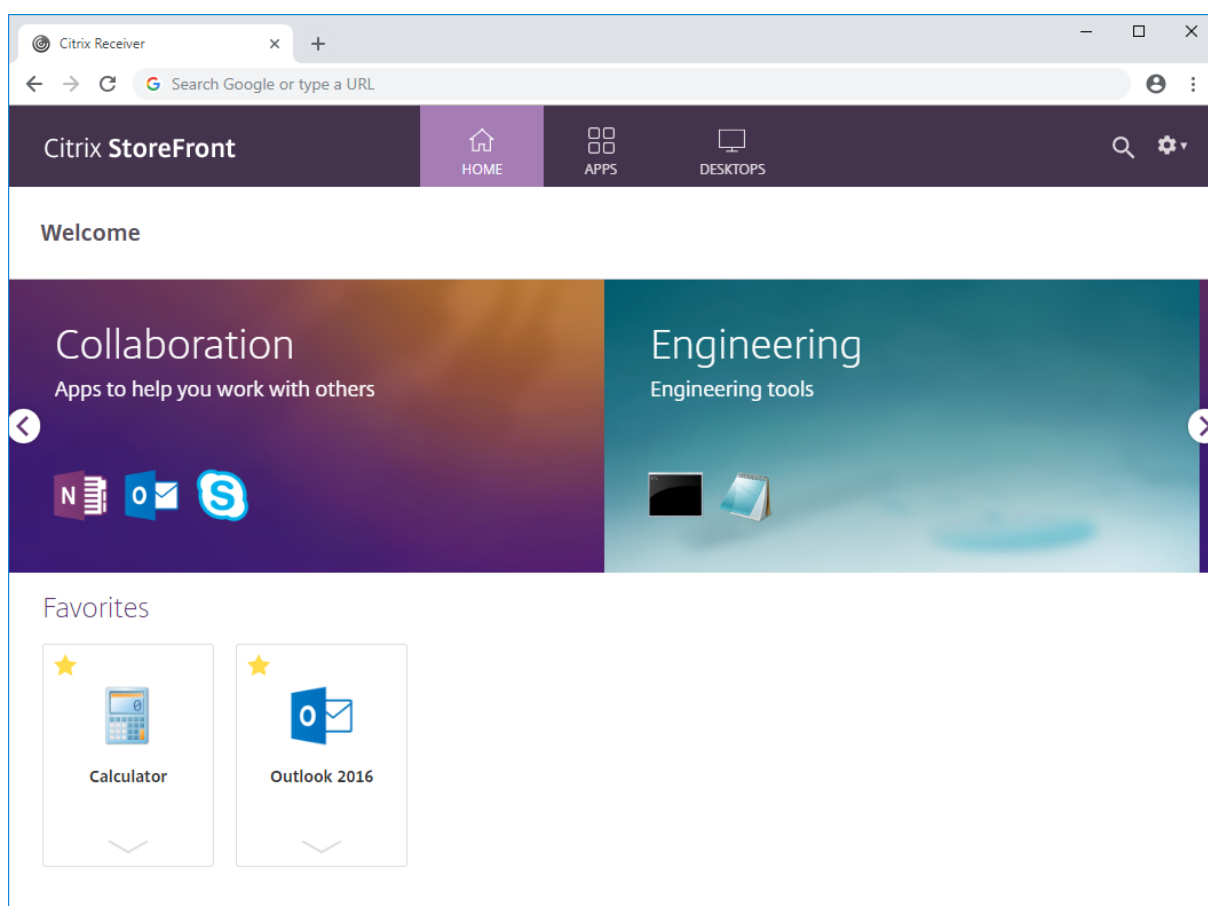 Citrix Receiver
Search Google or type a URL
Citrix StoreFront
HOME
APPS
DESKTOPS
Welcome
Collaboration
Apps to help you work with others
Engineering
Engineering tools
N
O
S
Favorites
0
Calculator
O
Outlook 2016